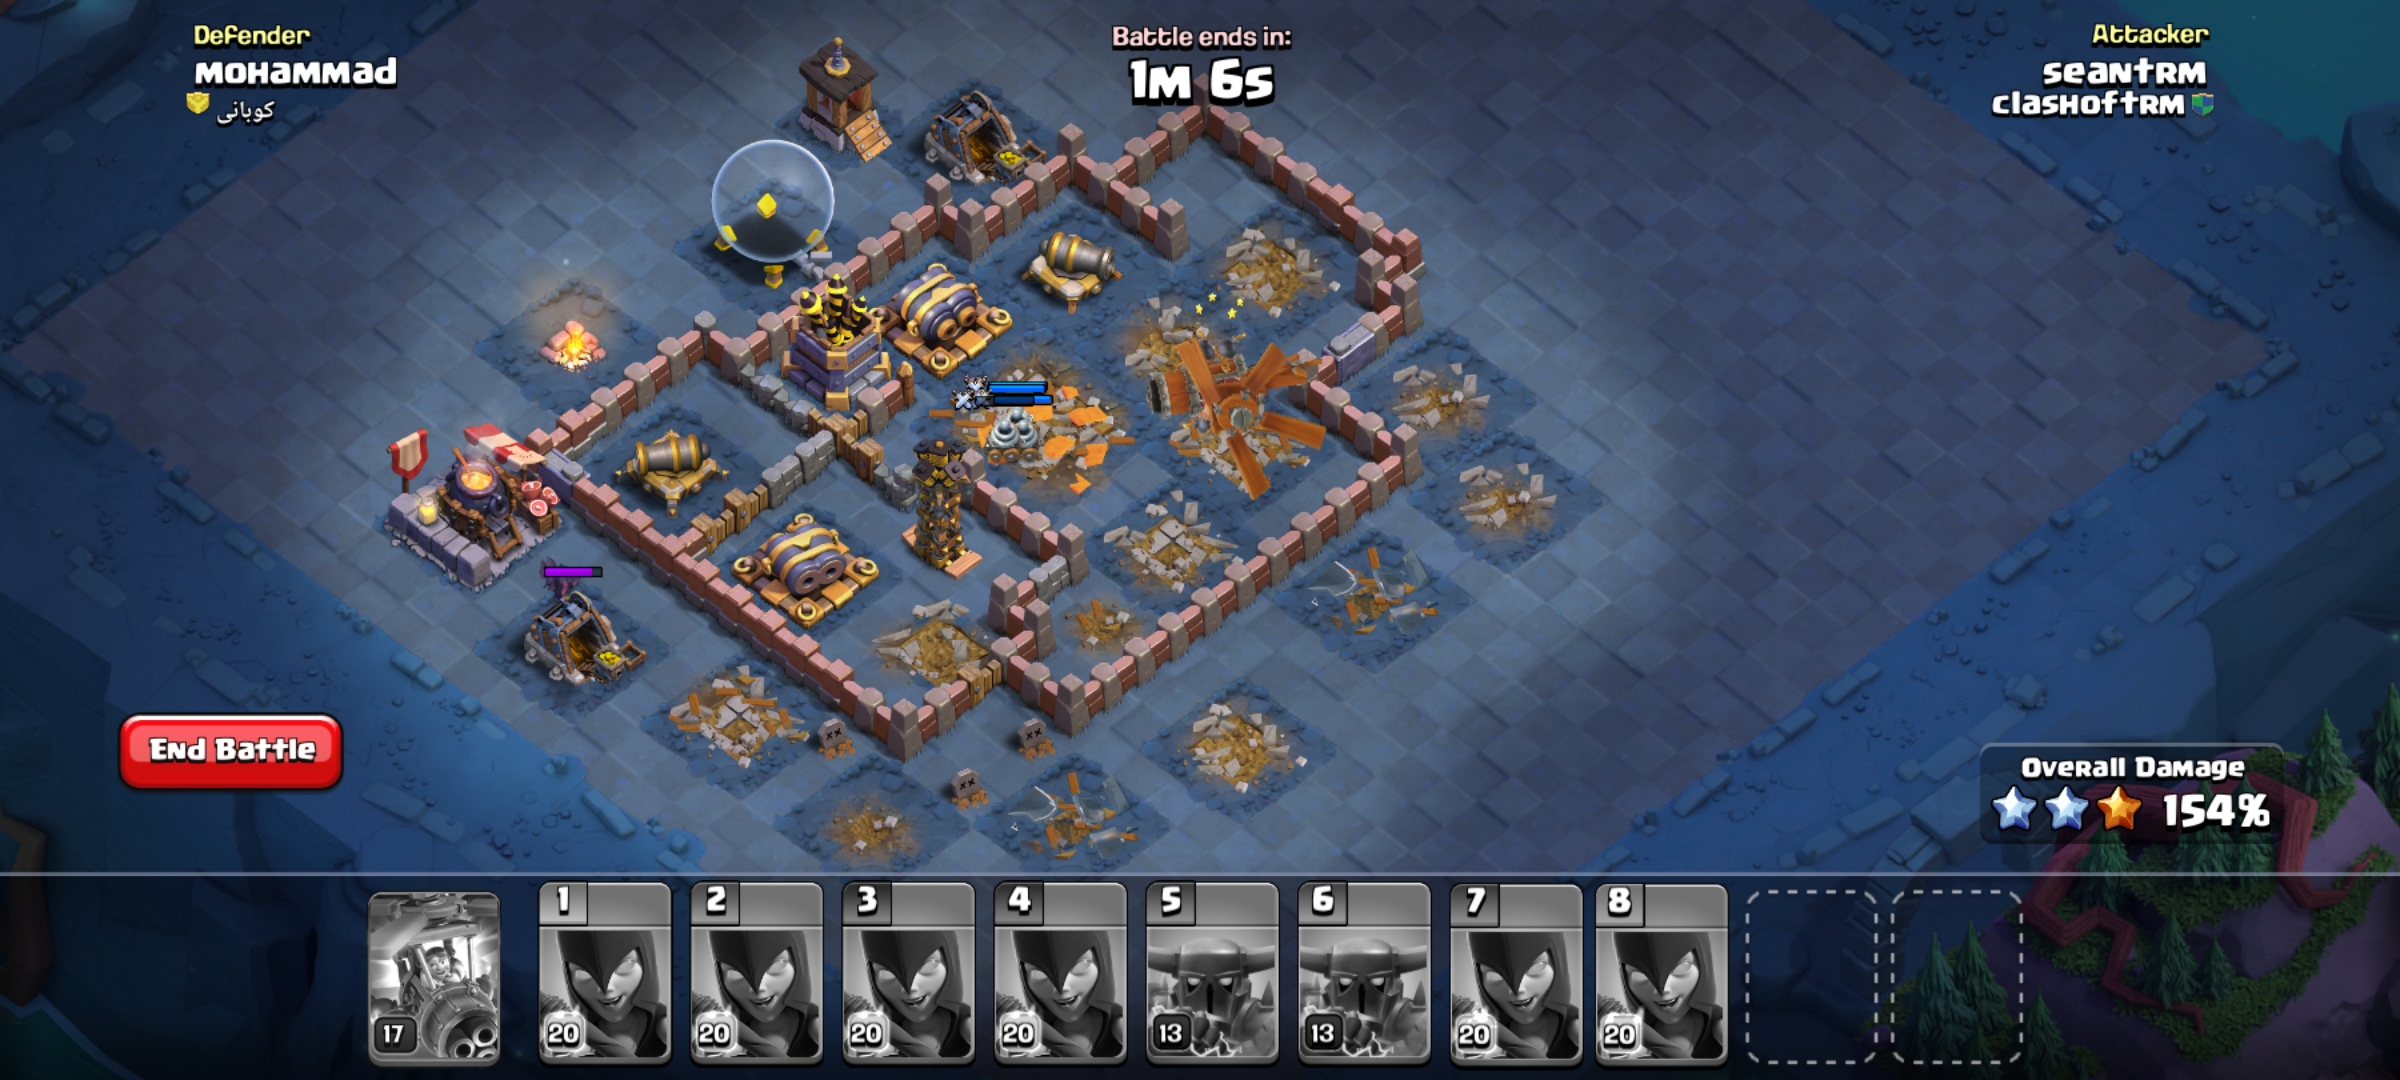 Defender
mohammad
کوبانی
Battle ends in:
1m 6s
Attacker
seantrm
clashoftrm
End Battle
Overall Damage
154%
1 2 3 4 5 6 7 8
17 20 20 20 20 13 13 20 20